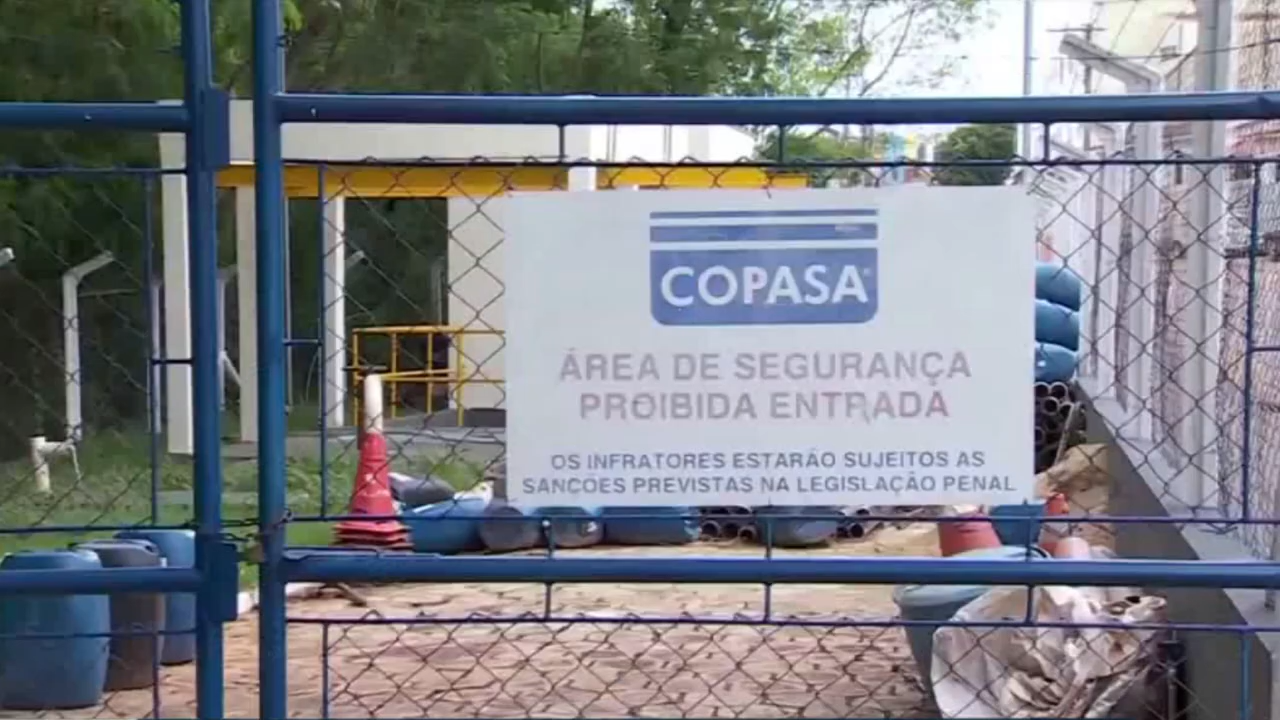 COPASA
ÁREA DE SEGURANÇA
PROIBIDA ENTRADA
OS INFRATORES ESTARÃO SUJEITOS AS
SANCÕES PREVISTAS NA LEGISLAÇÃO PENAL